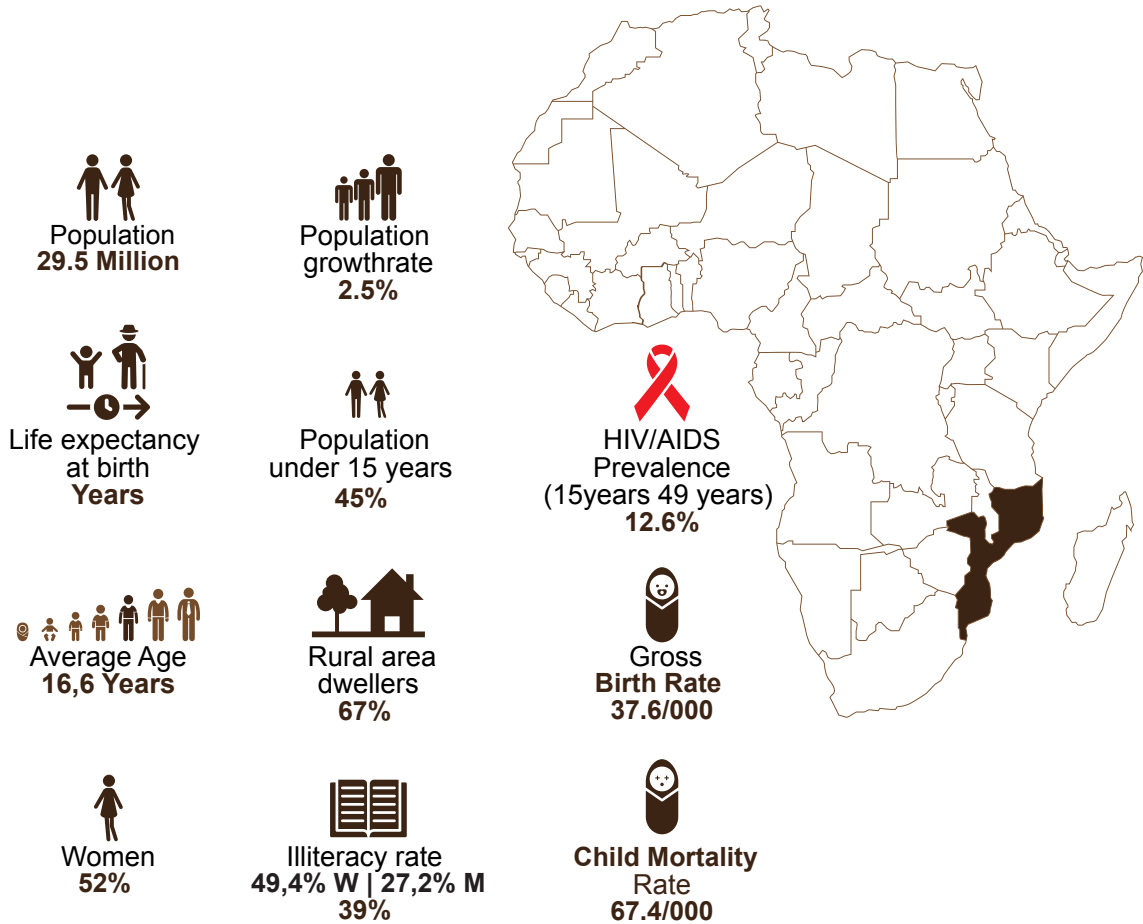 Population
29.5 Million
Population
growthrate
2.5%
Life expectancy
at birth
Years
Population
under 15 years
45%
HIV/AIDS
Prevalence
(15years 49 years)
12.6%
Average Age
16,6 Years
Rural area
dwellers
67%
Gross
Birth Rate
37.6/000
Women
52%
Illiteracy rate
49,4% W | 27,2% M
39%
Child Mortality
Rate
67.4/000